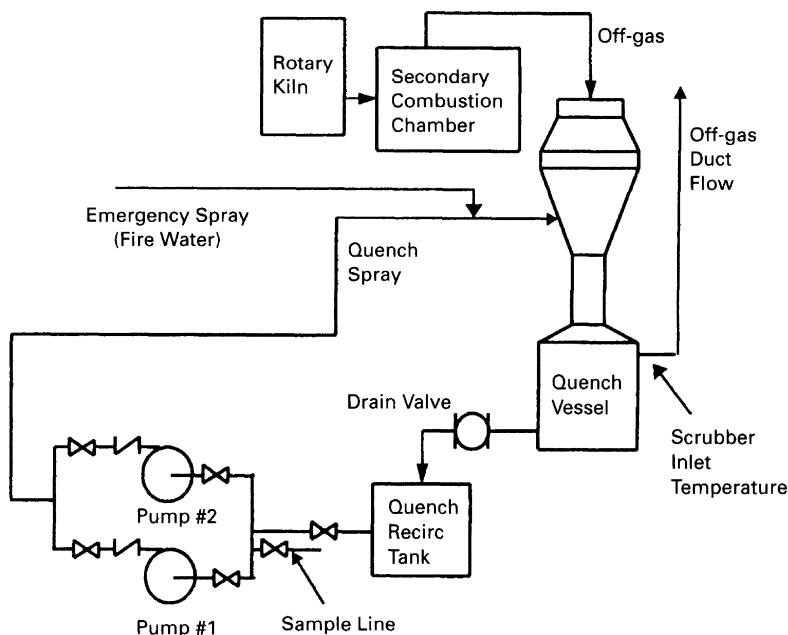 Off-gas
Rotary
Kiln
Secondary
Combustion
Chamber
Off-gas
Duct
Flow
Emergency Spray
(Fire Water)
Quench
Spray
Quench
Vessel
Drain Valve
Scrubber
Inlet
Temperature
Quench
Recirc
Tank
Pump #2
Sample Line
Pump #1